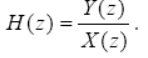 H(z) = Y(z) / X(z) .